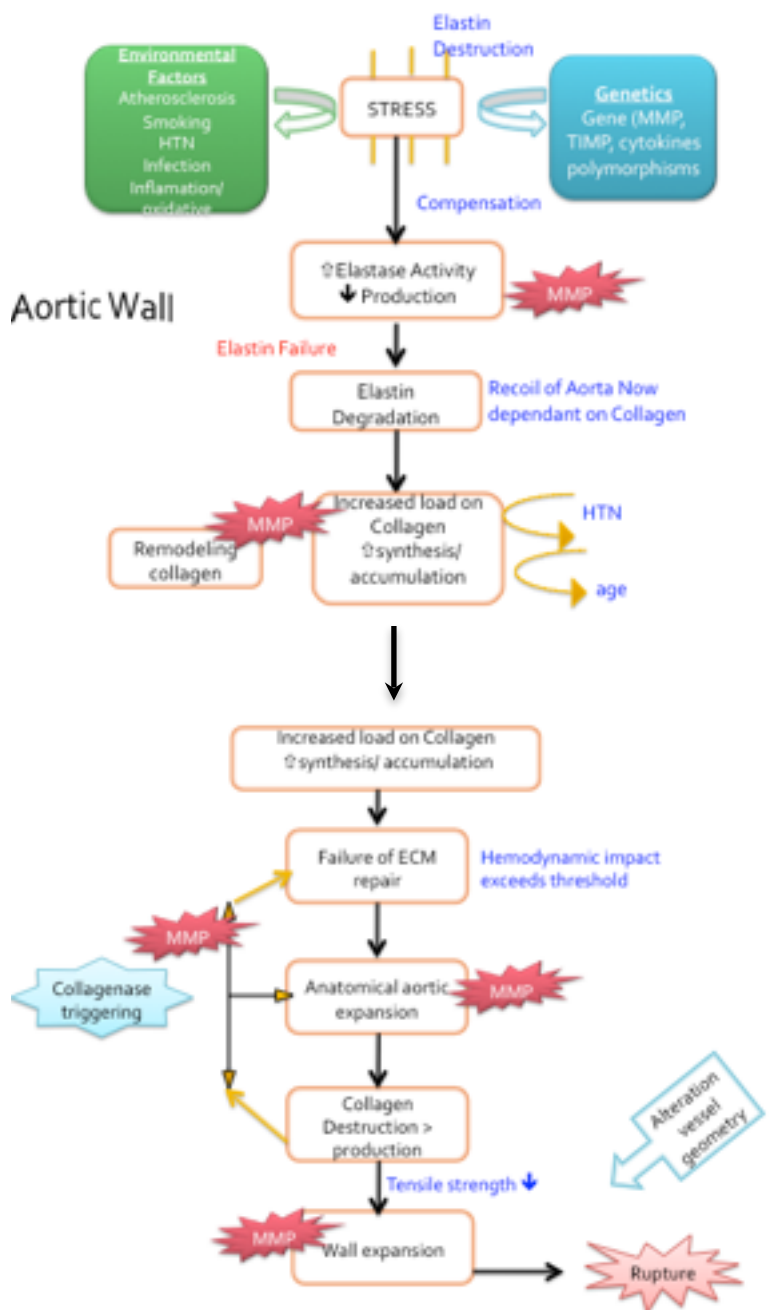 Elastin
Destruction
Environmental
Factors
Atherosclerosis
Smoking
HTN
Infection
Inflamation/
oxidative
STRESS
Genetics
Gene (MMP,
TIMP, cytokines
polymorphisms
Compensation
⇧Elastase Activity
↓ Production
MMP
Aortic Wall
Elastin Failure
Elastin
Degradation
Recoil of Aorta Now
dependant on Collagen
MMP
Remodeling
collagen
Increased load on
Collagen
⇧synthesis/
accumulation
HTN
age
Increased load on Collagen
⇧synthesis/ accumulation
Failure of ECM
repair
Hemodynamic impact
exceeds threshold
MMP
Collagenase
triggering
Anatomical aortic
expansion
MMP
Collagen
Destruction >
production
Alteration
vessel
geometry
Tensile strength ↓
MMP
Wall expansion
Rupture